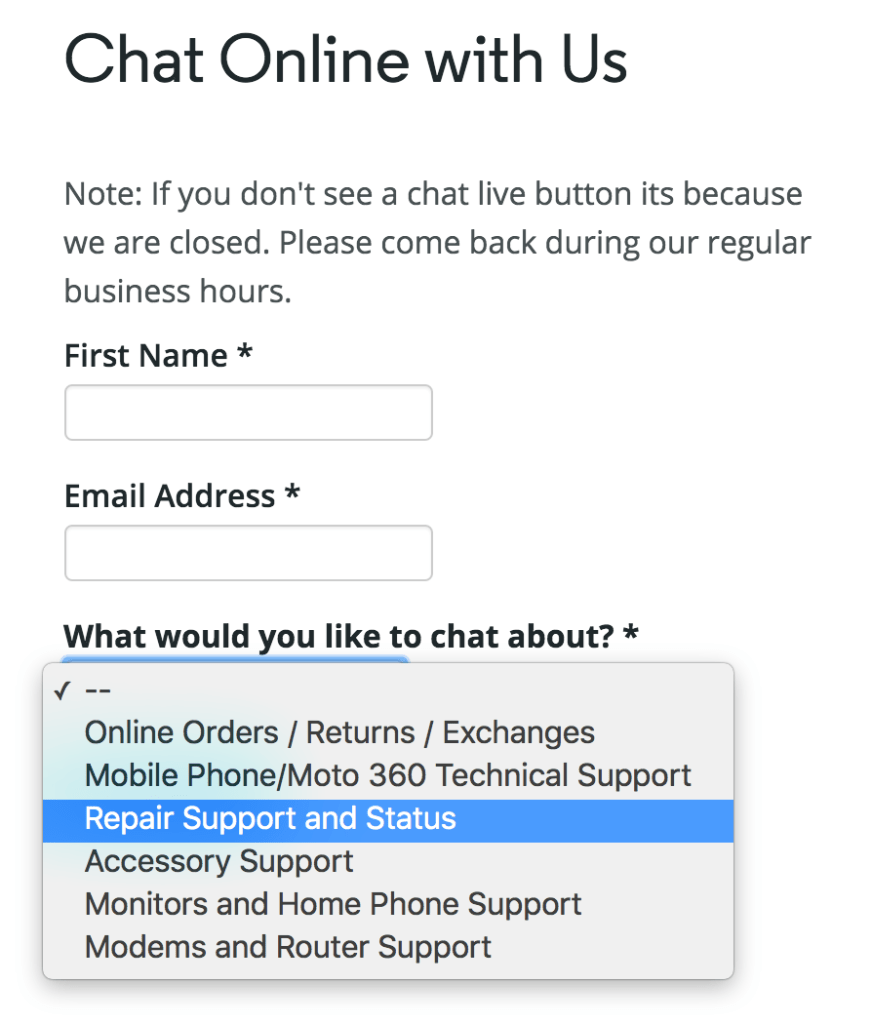 Chat Online with Us
Note: If you don't see a chat live button its because
we are closed. Please come back during our regular
business hours.
First Name *
Email Address *
What would you like to chat about? *
✓ --
Online Orders / Returns / Exchanges
Mobile Phone/Moto 360 Technical Support
Repair Support and Status
Accessory Support
Monitors and Home Phone Support
Modems and Router Support